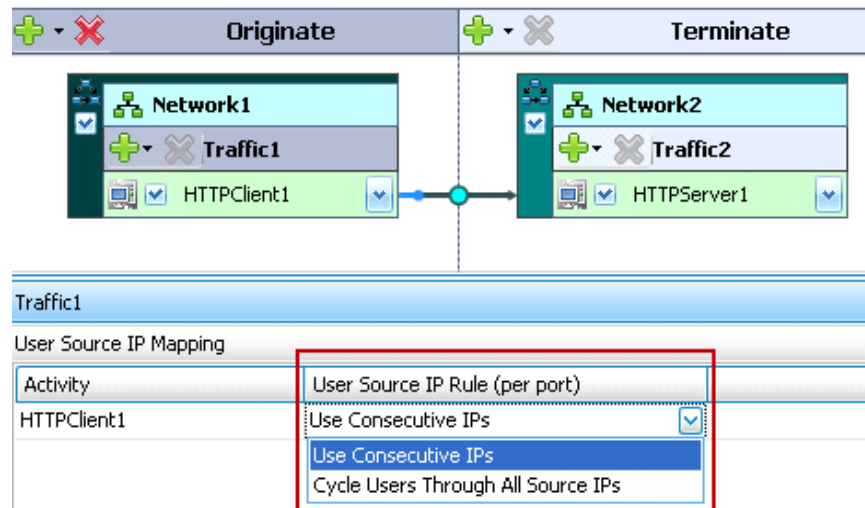 Originate Terminate
Network1 Network2
Traffic1 Traffic2
HTTPClient1 HTTPServer1
Traffic1
User Source IP Mapping
Activity User Source IP Rule (per port)
HTTPClient1 Use Consecutive IPs
Use Consecutive IPs
Cycle Users Through All Source IPs